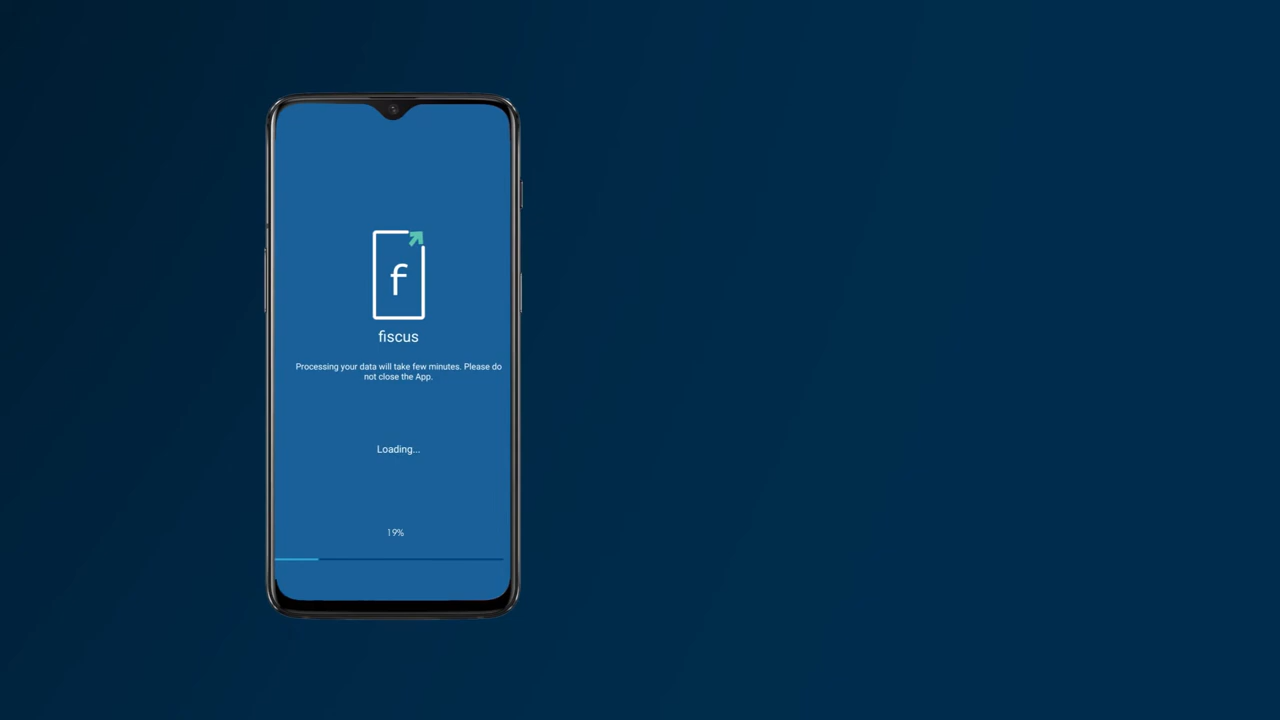 f
fiscus
Processing your data will take few minutes. Please do
not close the App.
Loading...
19%